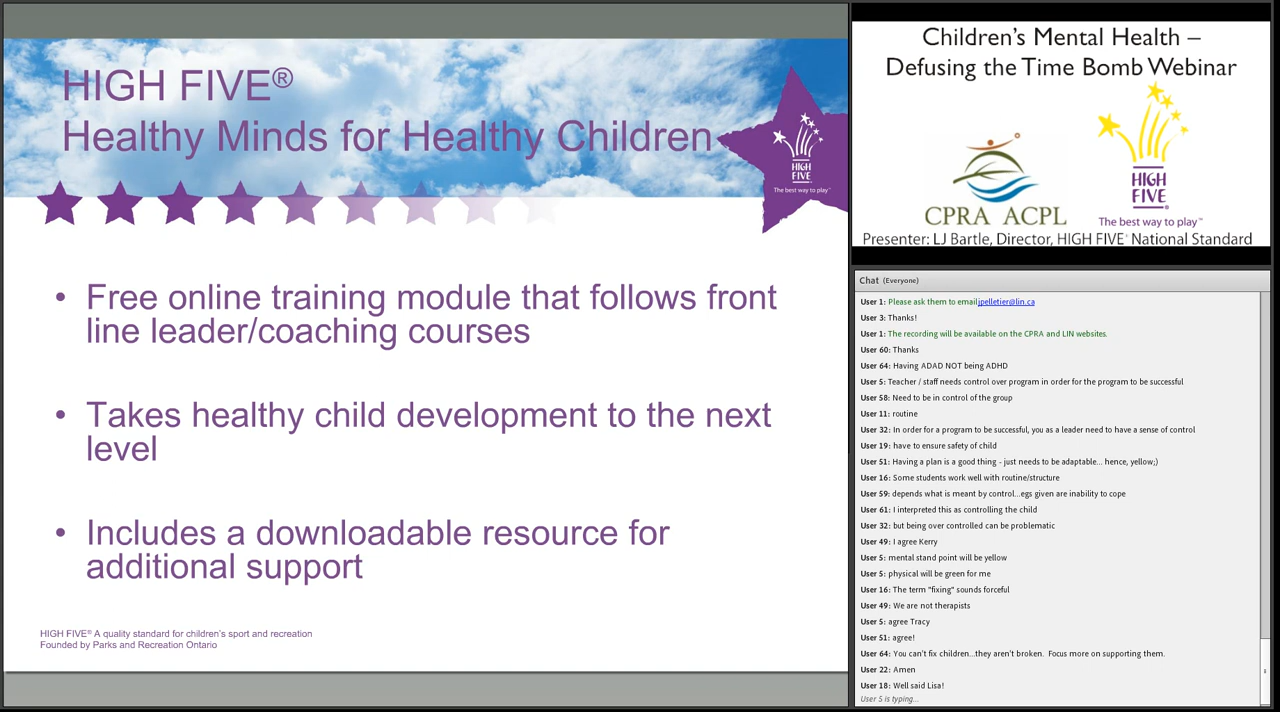 HIGH FIVE®
Healthy Minds for Healthy Children
HIGH
FIVE
The best way to play™
• Free online training module that follows front
line leader/coaching courses
• Takes healthy child development to the next
level
• Includes a downloadable resource for
additional support
HIGH FIVE® A quality standard for children's sport and recreation
Founded by Parks and Recreation Ontario
Children's Mental Health –
Defusing the Time Bomb Webinar
CPRA ACPL
HIGH
FIVE®
The best way to play™
Presenter: LJ Bartle, Director, HIGH FIVE® National Standard
Chat (Everyone)
User 1: Please ask them to emailjpelletier@lin.ca
User 3: Thanks!
User 1: The recording will be available on the CPRA and LIN websites.
User 60: Thanks
User 64: Having ADAD NOT being ADHD
User 5: Teacher / staff needs control over program in order for the program to be successful
User 58: Need to be in control of the group
User 11: routine
User 32: In order for a program to be successful, you as a leader need to have a sense of control
User 19: have to ensure safety of child
User 51: Having a plan is a good thing - just needs to be adaptable... hence, yellow;)
User 16: Some students work well with routine/structure
User 59: depends what is meant by control...egs given are inability to cope
User 61: I interpreted this as controlling the child
User 32: but being over controlled can be problematic
User 49: I agree Kerry
User 5: mental stand point will be yellow
User 5: physical will be green for me
User 16: The term "fixing" sounds forceful
User 49: We are not therapists
User 5: agree Tracy
User 51: agree!
User 64: You can't fix children...they aren't broken. Focus more on supporting them.
User 22: Amen
User 18: Well said Lisa!
User 5 is typing...